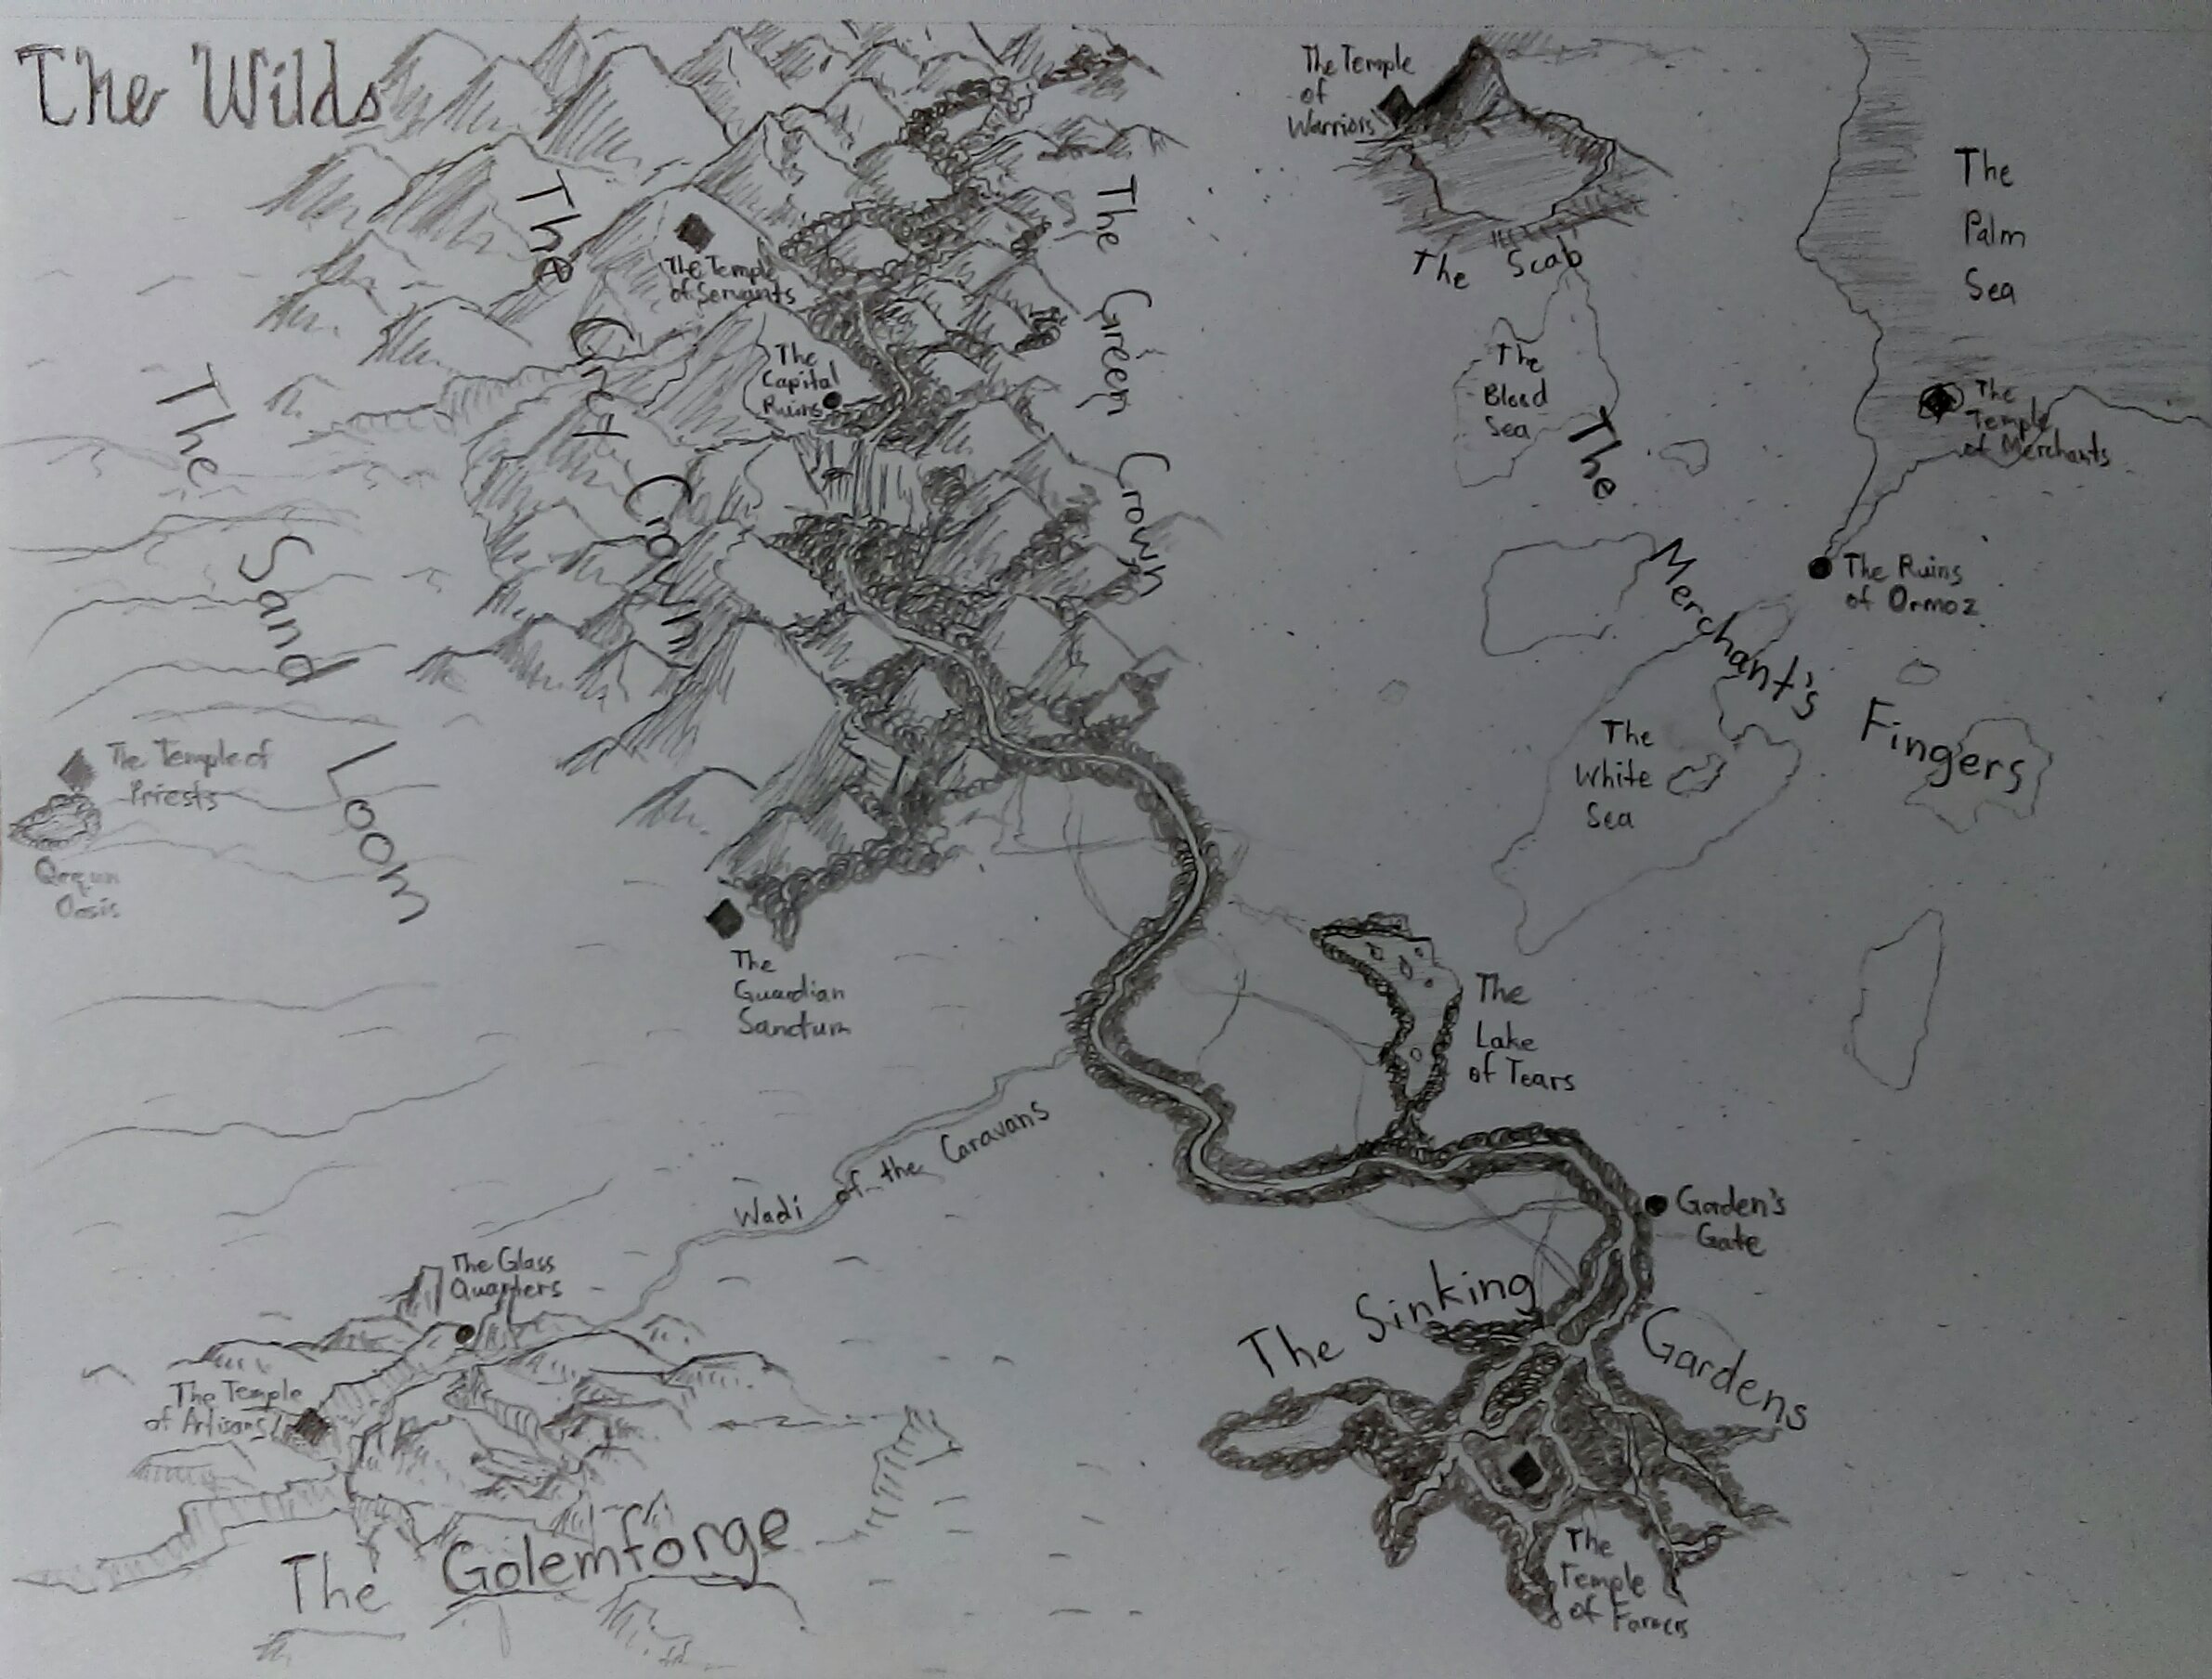 The Wilds
The Temple
of
Warriors
The Scab
The
Palm
Sea
The
Green
Crown
The
Temple
of Servants
The
Capital
Ruins
The
Crown
The
Blood
Sea
The
Temple
of Merchants
The
Sand
Loom
The
Merchant's
Fingers
The Ruins
of Ormoz
The
White
Sea
The Temple of
Priests
Oasis
The
Guardian
Sanctum
The
Lake
of Tears
Wadi of the Caravans
Garden's
Gate
The Glass
Quarters
The Sinking
Gardens
The Temple
of Artisans
The Golemforge
The
Temple
of Farmers